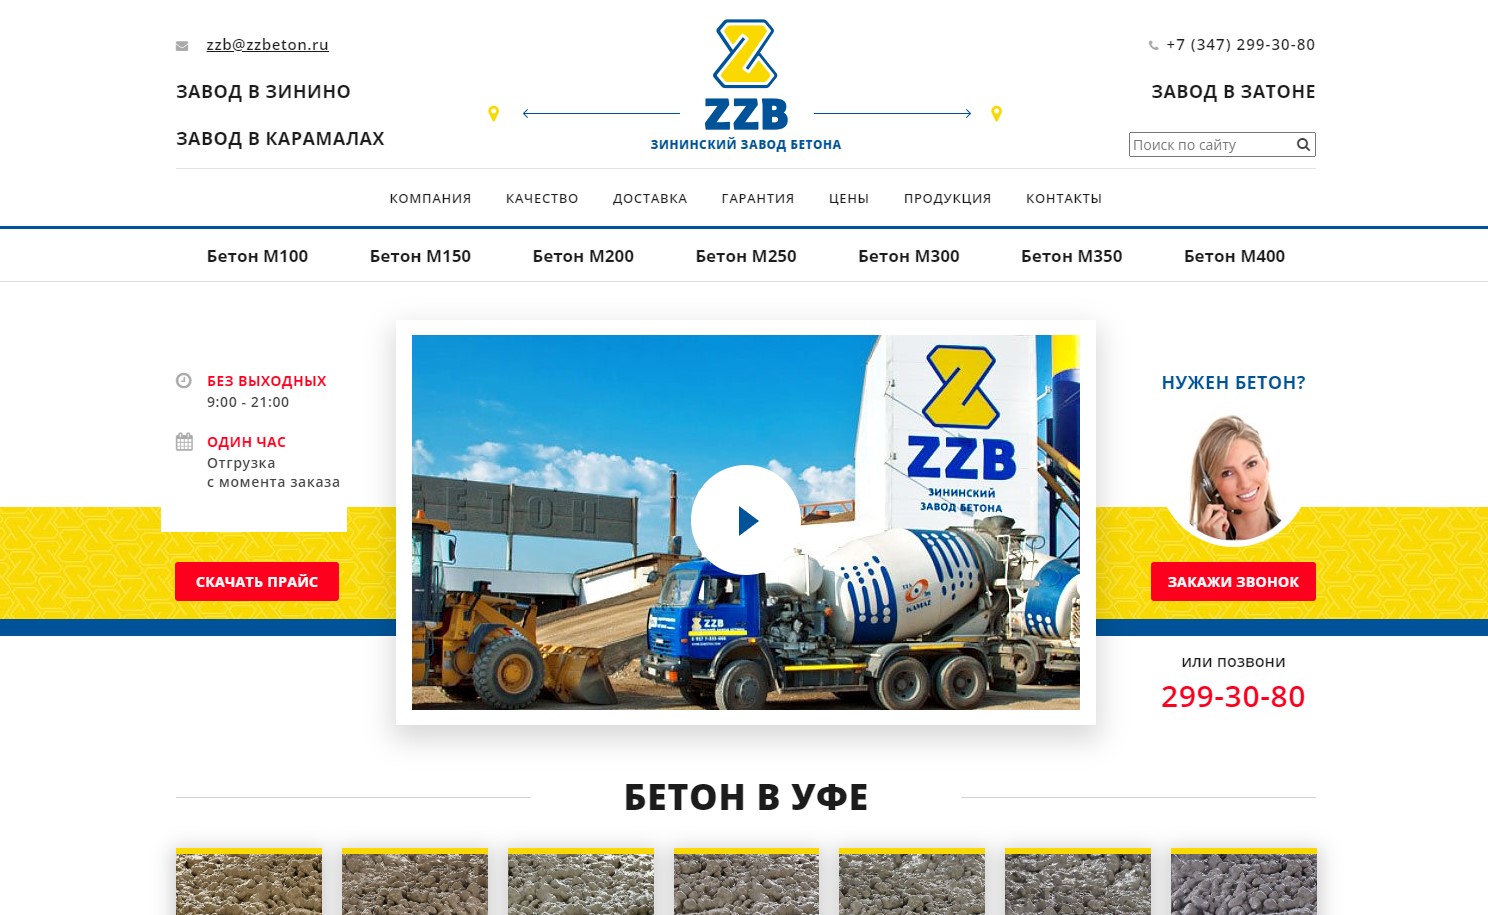 zzb@zzbeton.ru
+7 (347) 299-30-80
ЗАВОД В ЗИНИНО
ЗАВОД В ЗАТОНЕ
ZZB
ЗАВОД В КАРАМАЛАХ
ЗИНИНСКИЙ ЗАВОД БЕТОНА
Поиск по сайту
КОМПАНИЯ КАЧЕСТВО ДОСТАВКА ГАРАНТИЯ ЦЕНЫ ПРОДУКЦИЯ КОНТАКТЫ
Бетон М100 Бетон М150 Бетон М200 Бетон М250 Бетон М300 Бетон М350 Бетон М400
БЕЗ ВЫХОДНЫХ
9:00 - 21:00
ОДИН ЧАС
Отгрузка
с момента заказа
СКАЧАТЬ ПРАЙС
ZZB
ЗИНИНСКИЙ
ЗАВОД БЕТОНА
БЕТОН
KAMAZ
ZZB
НУЖЕН БЕТОН?
ЗАКАЖИ ЗВОНОК
или позвони
299-30-80
БЕТОН В УФЕ